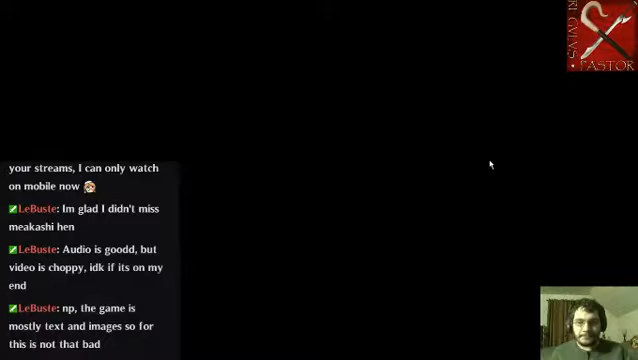 your streams, I can only watch
on mobile now
LeBuste: Im glad I didn't miss
meakashi hen
LeBuste: Audio is goodd, but
video is choppy, idk if its on my
end
LeBuste: np, the game is
mostly text and images so for
this is not that bad
PASTOR